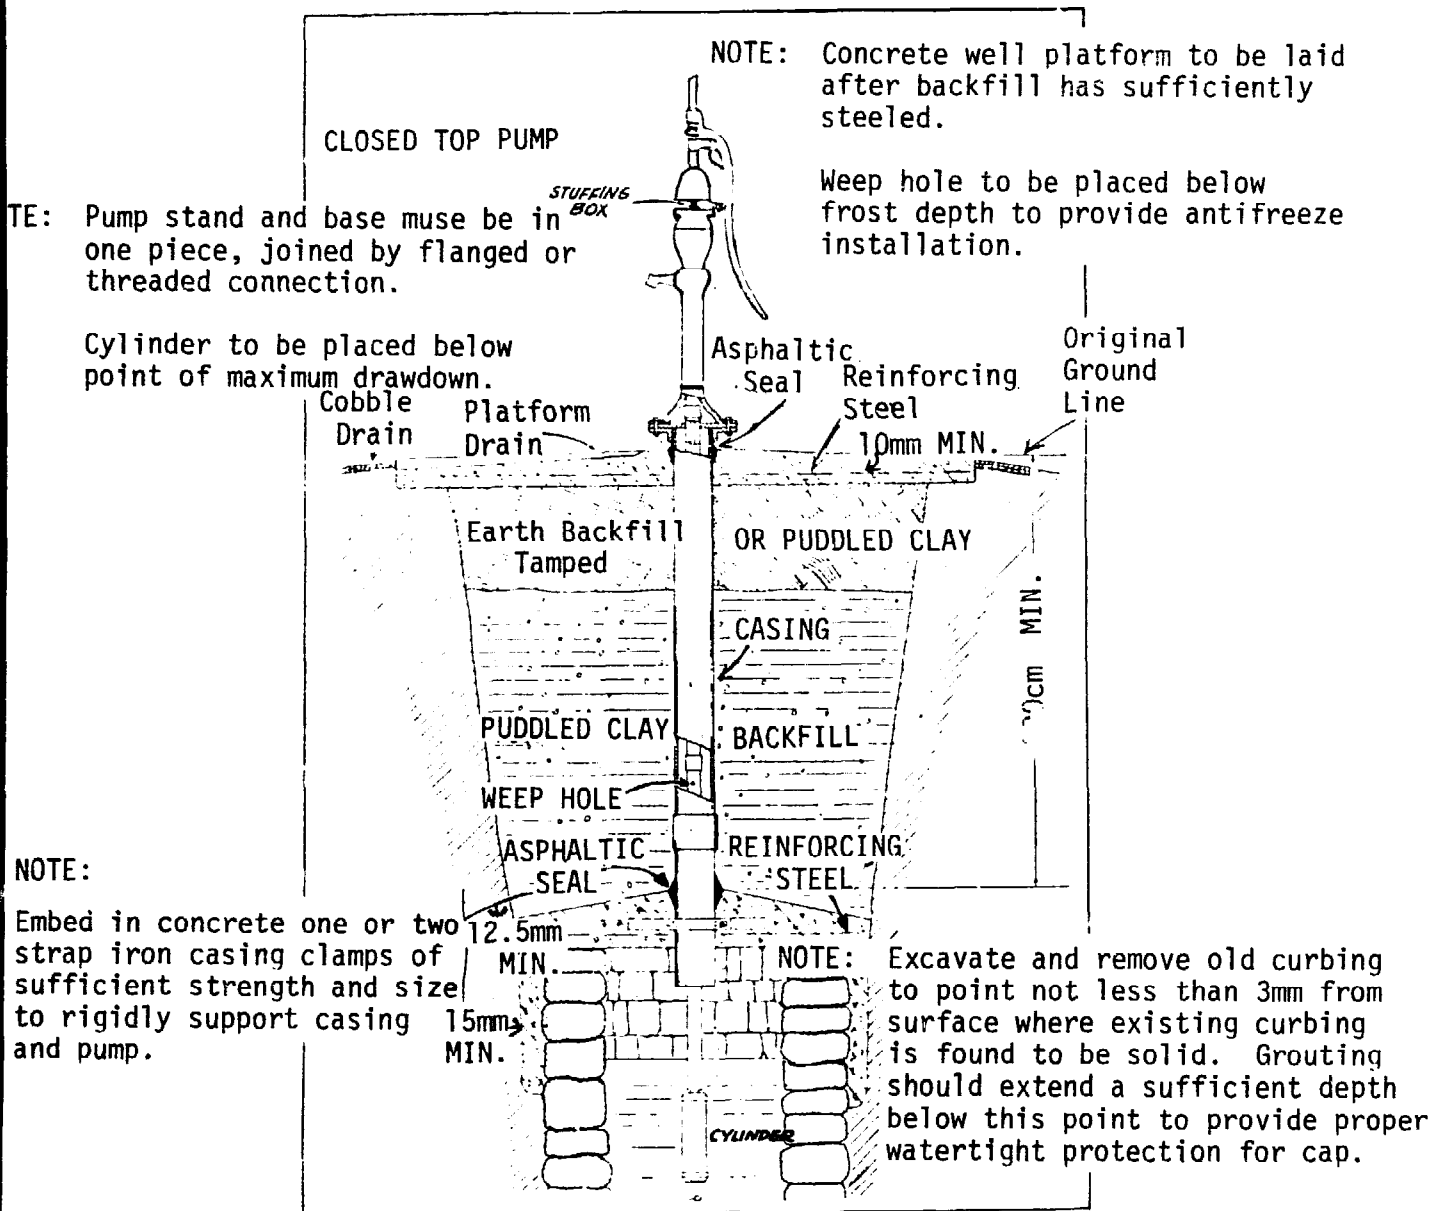 NOTE: Concrete well platform to be laid
after backfill has sufficiently
steeled.
Weep hole to be placed below
frost depth to provide antifreeze
installation.
CLOSED TOP PUMP
STUFFING
BOX
TE: Pump stand and base muse be in
one piece, joined by flanged or
threaded connection.
Cylinder to be placed below
point of maximum drawdown.
Cobble
Drain
Platform
Drain
Asphaltic
Seal
Reinforcing
Steel
10mm MIN.
Original
Ground
Line
Earth Backfill
Tamped
OR PUDDLED CLAY
CASING
cm MIN.
PUDDLED CLAY
BACKFILL
WEEP HOLE
ASPHALTIC
SEAL
REINFORCING
STEEL
12.5mm
MIN.
15mm
MIN.
NOTE:
Embed in concrete one or two
strap iron casing clamps of
sufficient strength and size
to rigidly support casing
and pump.
NOTE: Excavate and remove old curbing
to point not less than 3mm from
surface where existing curbing
is found to be solid. Grouting
should extend a sufficient depth
below this point to provide proper
watertight protection for cap.
CYLINDER